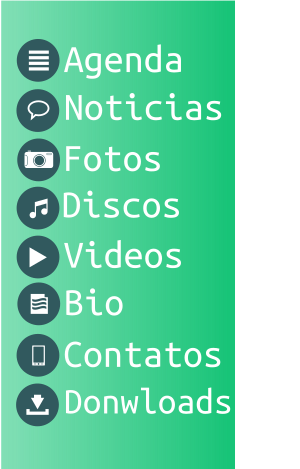 Agenda
Noticias
Fotos
Discos
Videos
Bio
Contatos
Donwloads